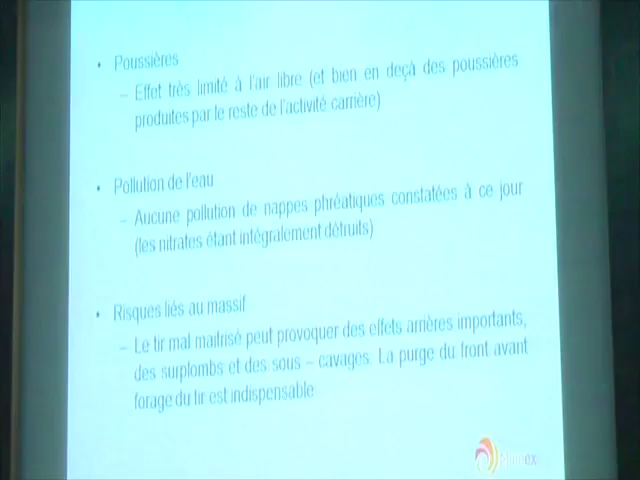 • Poussières
– Effet très limité à l'air libre (et bien en deçà des poussières
produites par le reste de l'activité carrière)
• Pollution de l'eau
– Aucune pollution de nappes phréatiques constatées à ce jour
(les nitrates étant intégralement détruits)
• Risques liés au massif
– Le tir mal maitrisé peut provoquer des effets arrières importants,
des surplombs et des sous – cavages. La purge du front avant
forage du tir est indispensable